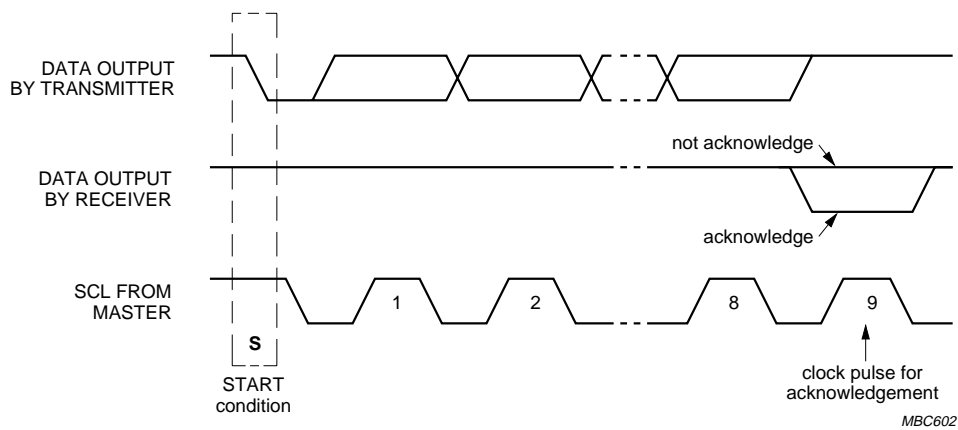 DATA OUTPUT
BY TRANSMITTER
not acknowledge
DATA OUTPUT
BY RECEIVER
acknowledge
SCL FROM
MASTER
1
2
8
9
S
START
condition
clock pulse for
acknowledgement
MBC602